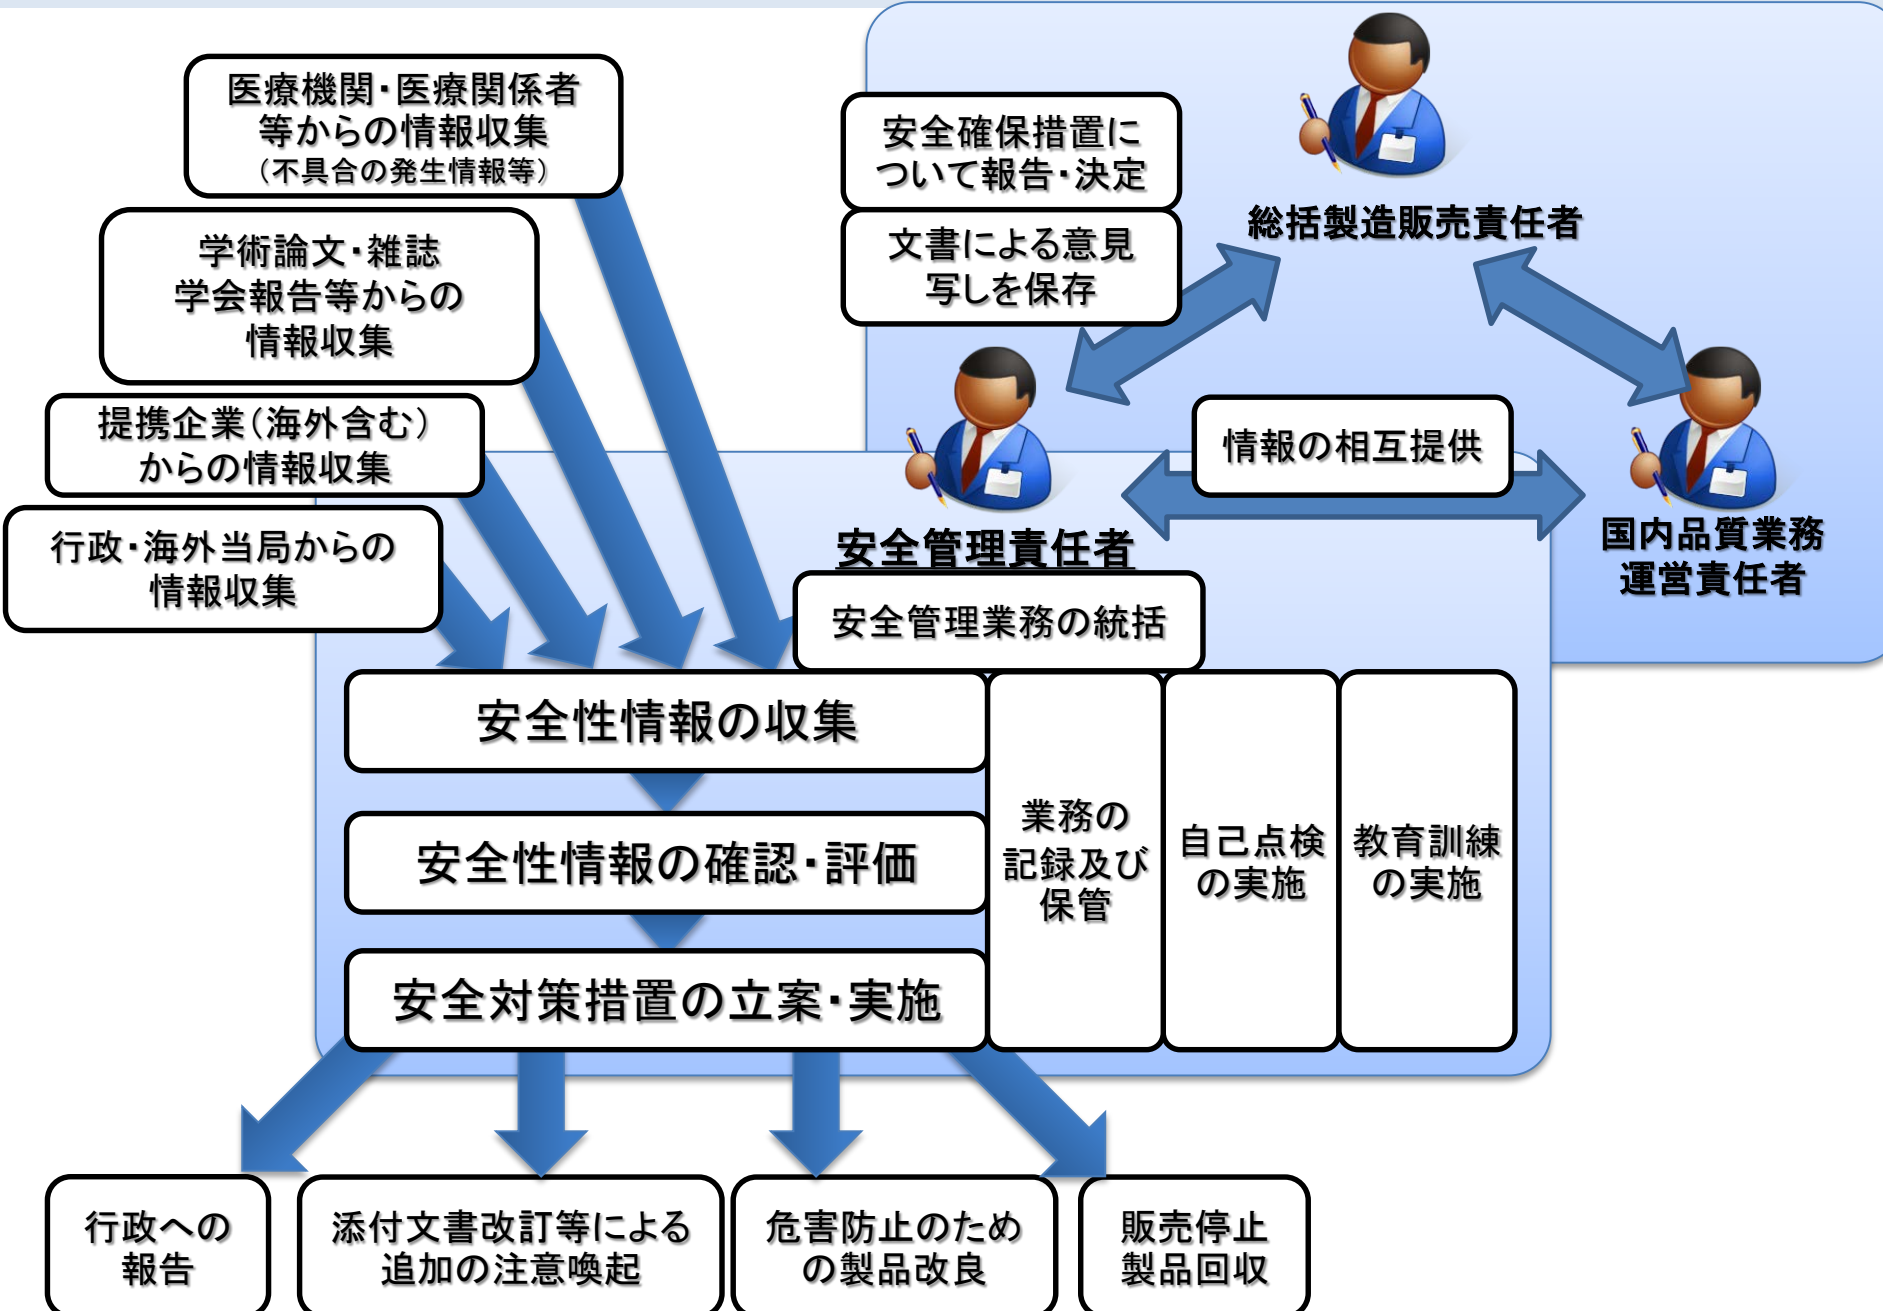 医療機関・医療関係者
等からの情報収集
（不具合の発生情報等）
学術論文・雑誌
学会報告等からの
情報収集
提携企業（海外含む）
からの情報収集
行政・海外当局からの
情報収集
安全確保措置に
ついて報告・決定
文書による意見
写しを保存
総括製造販売責任者
情報の相互提供
安全管理責任者
国内品質業務
運営責任者
安全管理業務の統括
安全性情報の収集
安全性情報の確認・評価
安全対策措置の立案・実施
業務の
記録及び
保管
自己点検
の実施
教育訓練
の実施
行政への
報告
添付文書改訂等による
追加の注意喚起
危害防止のため
の製品改良
販売停止
製品回収